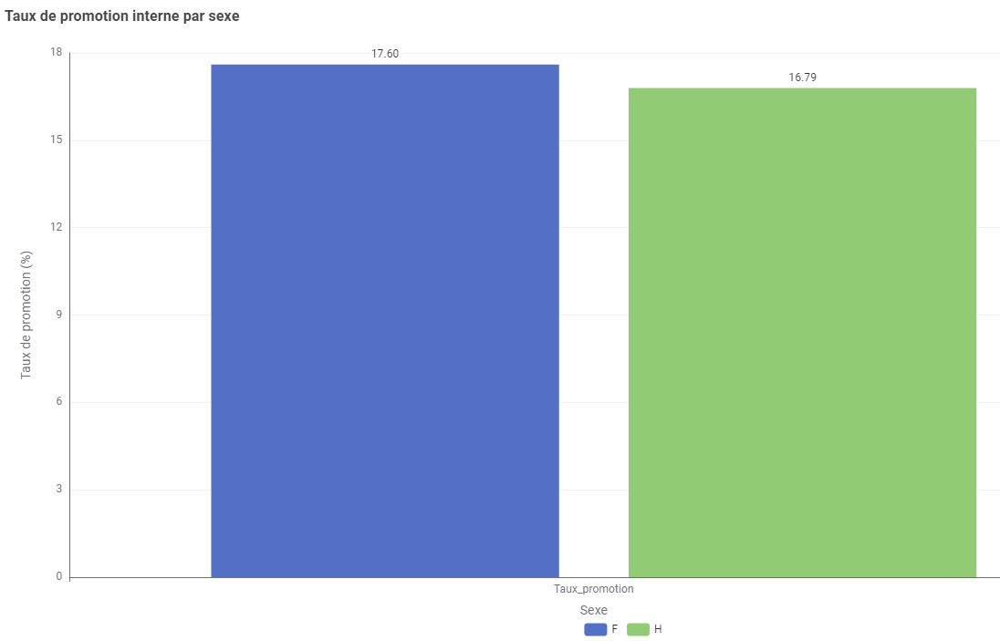 Taux de promotion interne par sexe
18
15
12
9
6
3
0
Taux de promotion (%)
17.60
16.79
Taux_promotion
Sexe
F H